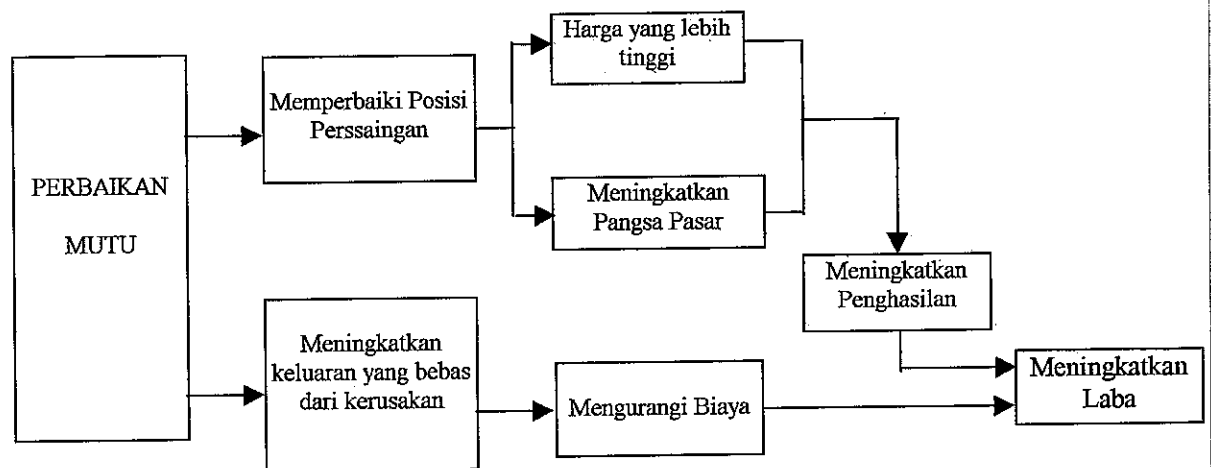 PERBAIKAN
MUTU
Memperbaiki Posisi
Perssaingan
Harga yang lebih
tinggi
Meningkatkan
Pangsa Pasar
Meningkatkan
Penghasilan
Meningkatkan
keluaran yang bebas
dari kerusakan
Mengurangi Biaya
Meningkatkan
Laba